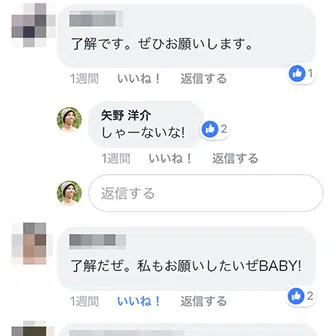 了解です。ぜひお願いします。
1
1週間 いいね! 返信する
矢野 洋介
しゃーないな!
2
1週間 いいね! 返信する
返信する
了解だぜ。私もお願いしたいぜBABY!
2
1週間 いいね! 返信する